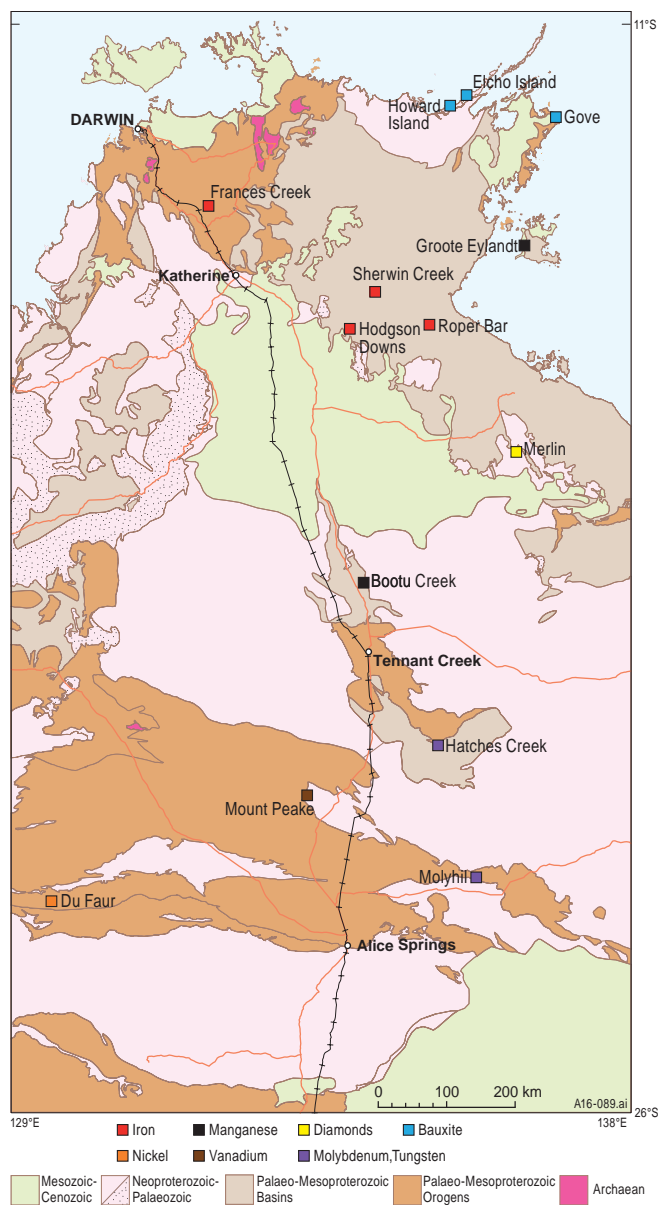 11°S
Elcho Island
Howard
Island
Gove
DARWIN
Frances Creek
Groote Eylandt
Katherine
Sherwin Creek
Hodgson
Downs
Roper Bar
Merlin
Bootu Creek
Tennant Creek
Hatches Creek
Mount Peake
Molyhil
Du Faur
Alice Springs
0 100 200 km
A16-089.ai
129°E
138°E
26°S
Iron
Manganese
Diamonds
Bauxite
Nickel
Vanadium
Molybdenum,Tungsten
Mesozoic-
Cenozoic
Neoproterozoic-
Palaeozoic
Palaeo-Mesoproterozoic
Basins
Palaeo-Mesoproterozoic
Orogens
Archaean